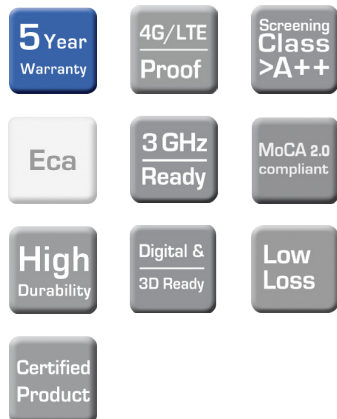 5 Year
Warranty
4G/LTE
Proof
Screening
Class
>A++
Eca
3 GHz
Ready
MoCA 2.0
compliant
High
Durability
Digital &
3D Ready
Low
Loss
Certified
Product